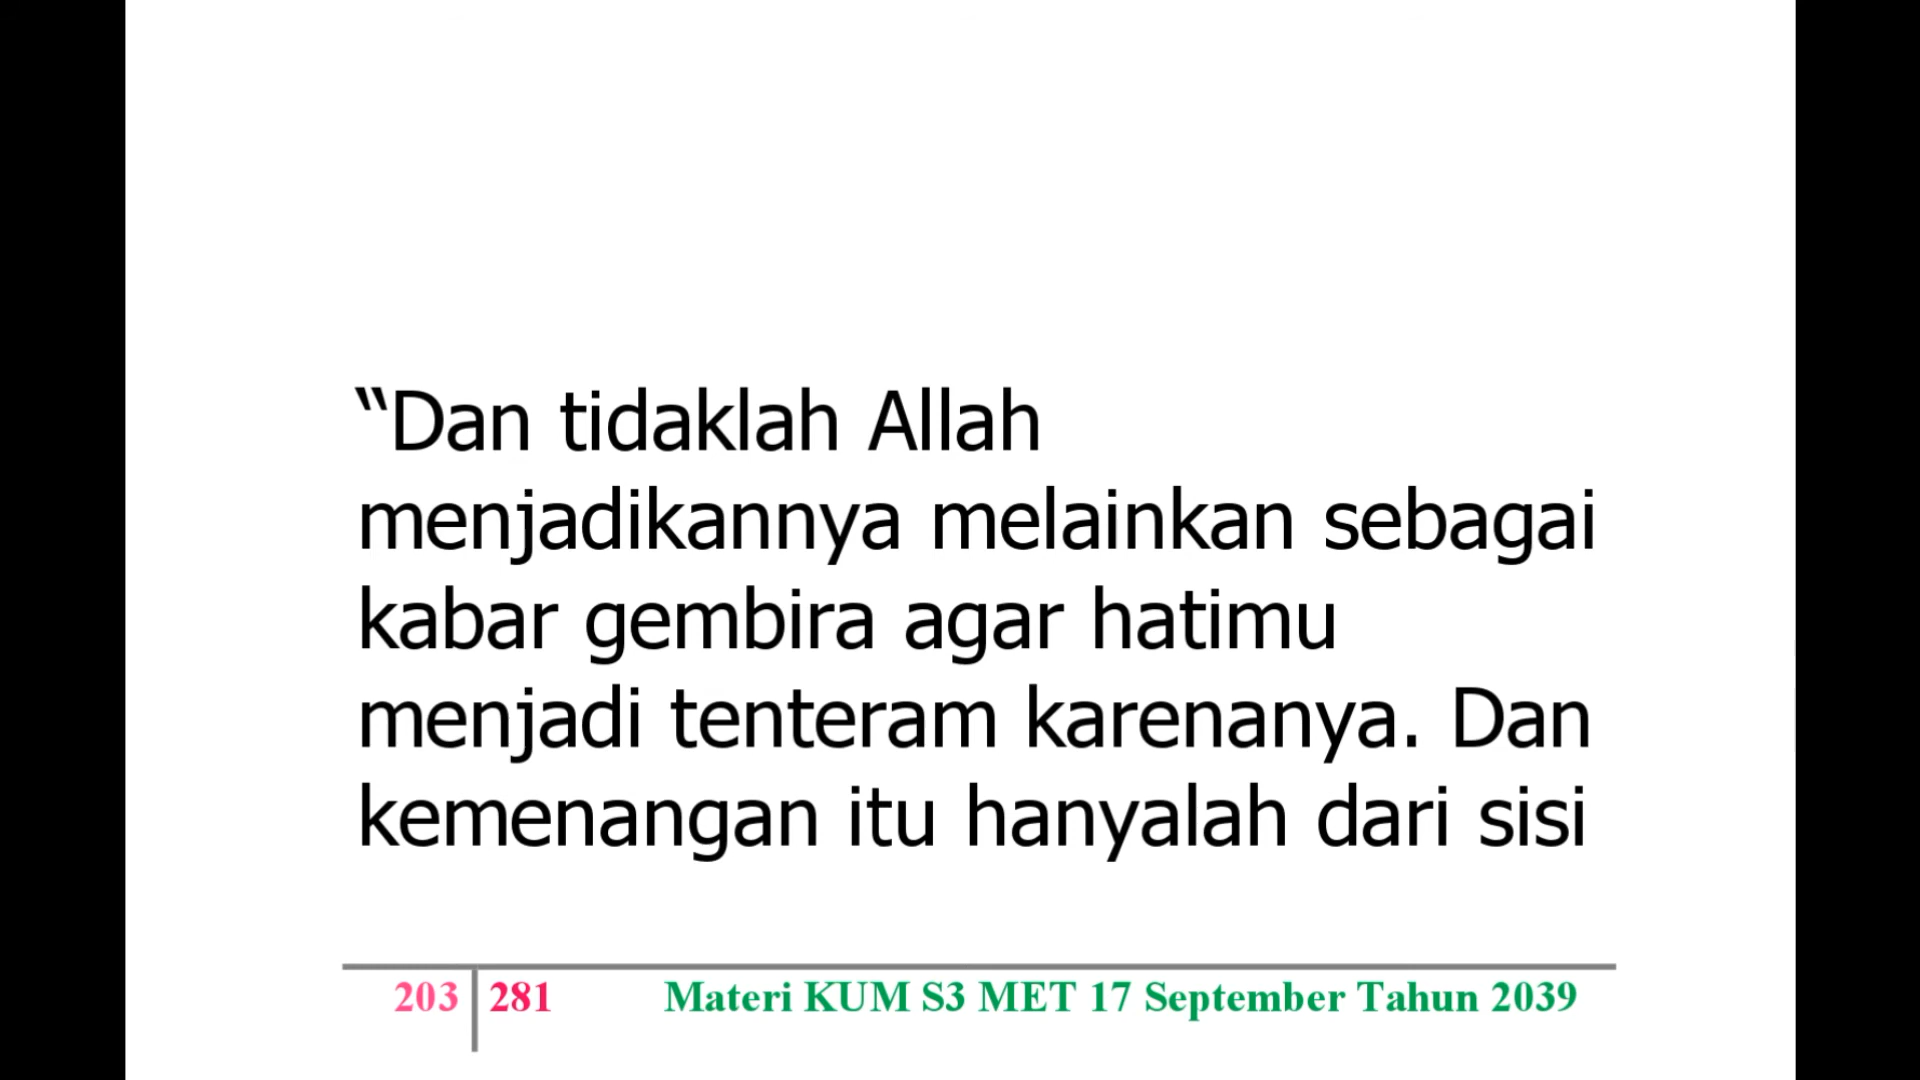 “Dan tidaklah Allah
menjadikannya melainkan sebagai
kabar gembira agar hatimu
menjadi tenteram karenanya. Dan
kemenangan itu hanyalah dari sisi
203 281 Materi KUM S3 MET 17 September Tahun 2039